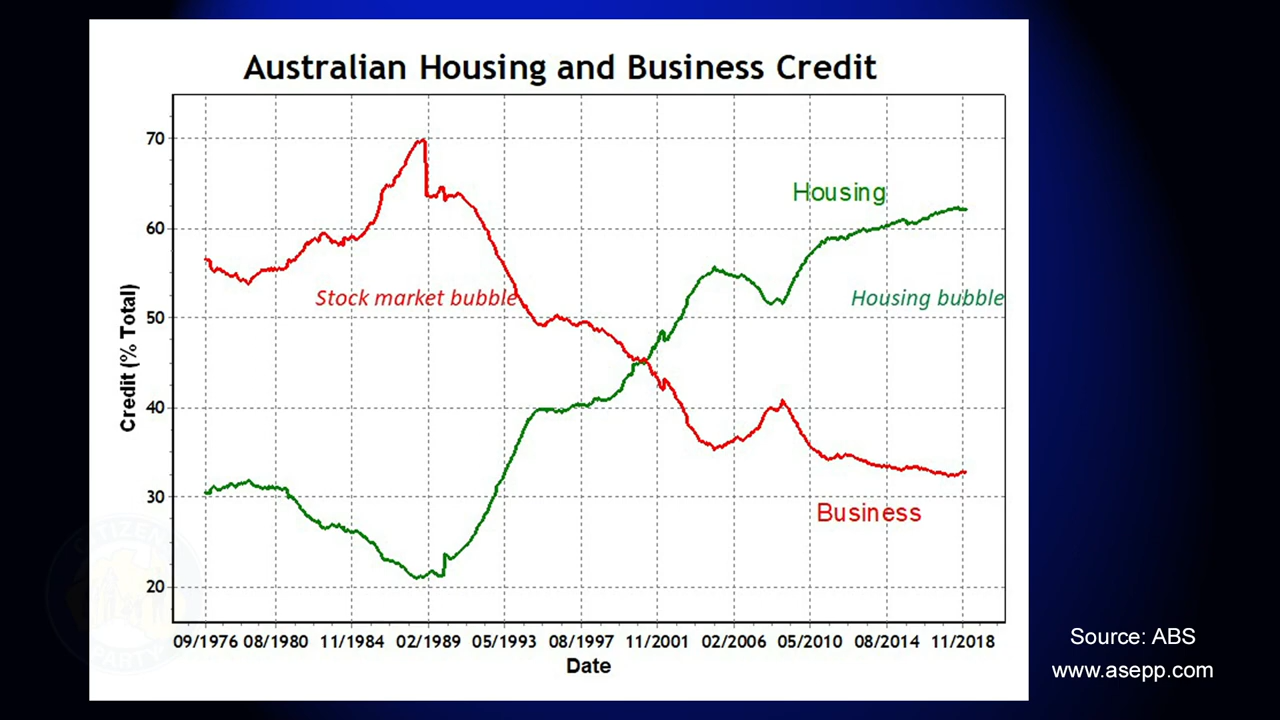 Australian Housing and Business Credit
70
Housing
60
Stock market bubble
Housing bubble
50
Credit (% Total)
40
30
Business
20
09/1976 08/1980 11/1984 02/1989 05/1993 08/1997 11/2001 02/2006 05/2010 08/2014 11/2018
Date
Source: ABS
www.asepp.com